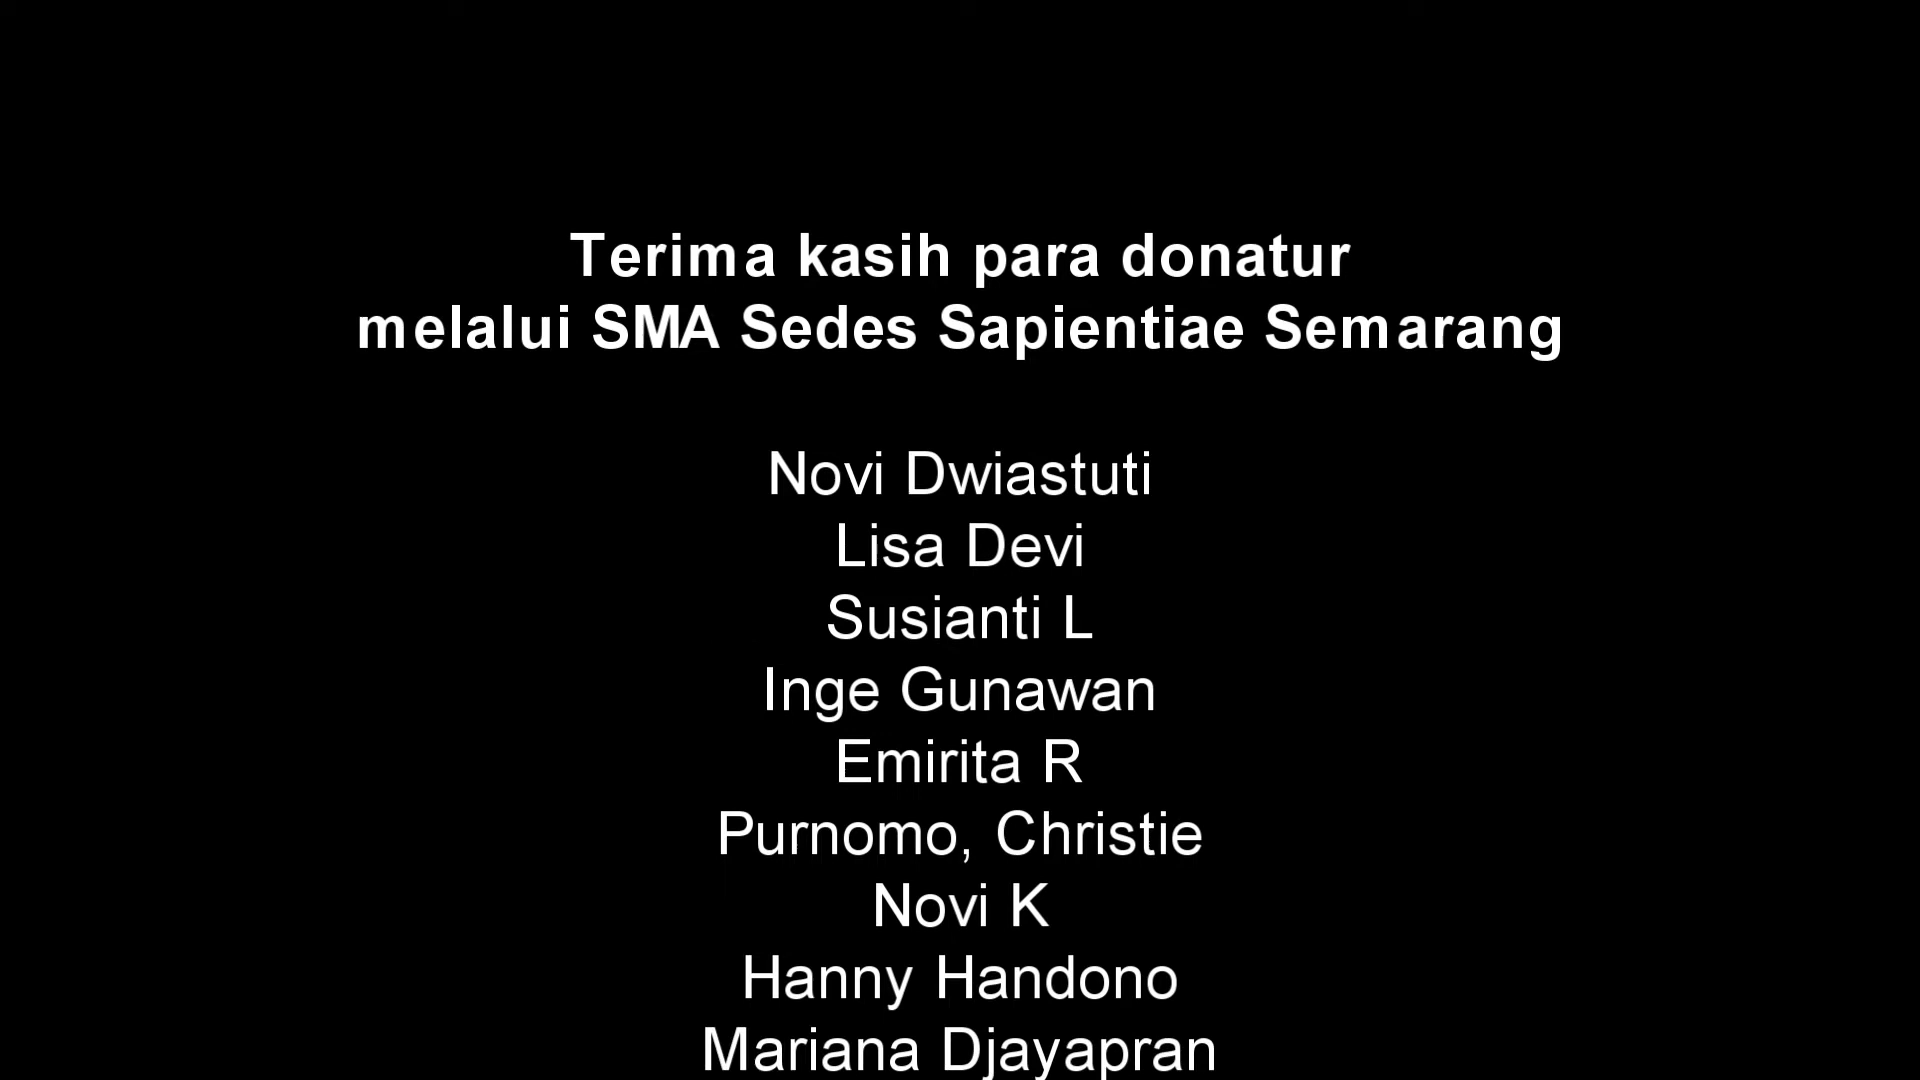 Terima kasih para donatur
melalui SMA Sedes Sapientiae Semarang
Novi Dwiastuti
Lisa Devi
Susianti L
Inge Gunawan
Emirita R
Purnomo, Christie
Novi K
Hanny Handono
Mariana Djayapran